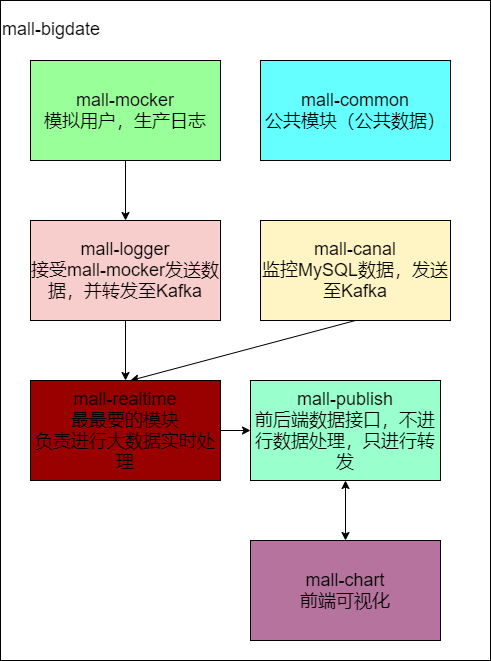 mall-bigdate
mall-mocker
模拟用户，生产日志
mall-common
公共模块（公共数据）
mall-logger
接受mall-mocker发送数
据，并转发至Kafka
mall-canal
监控MySQL数据，发送
至Kafka
mall-realtime
最最要的模块
负责进行大数据实时处
理
mall-publish
前后端数据接口，不进
行数据处理，只进行转
发
mall-chart
前端可视化